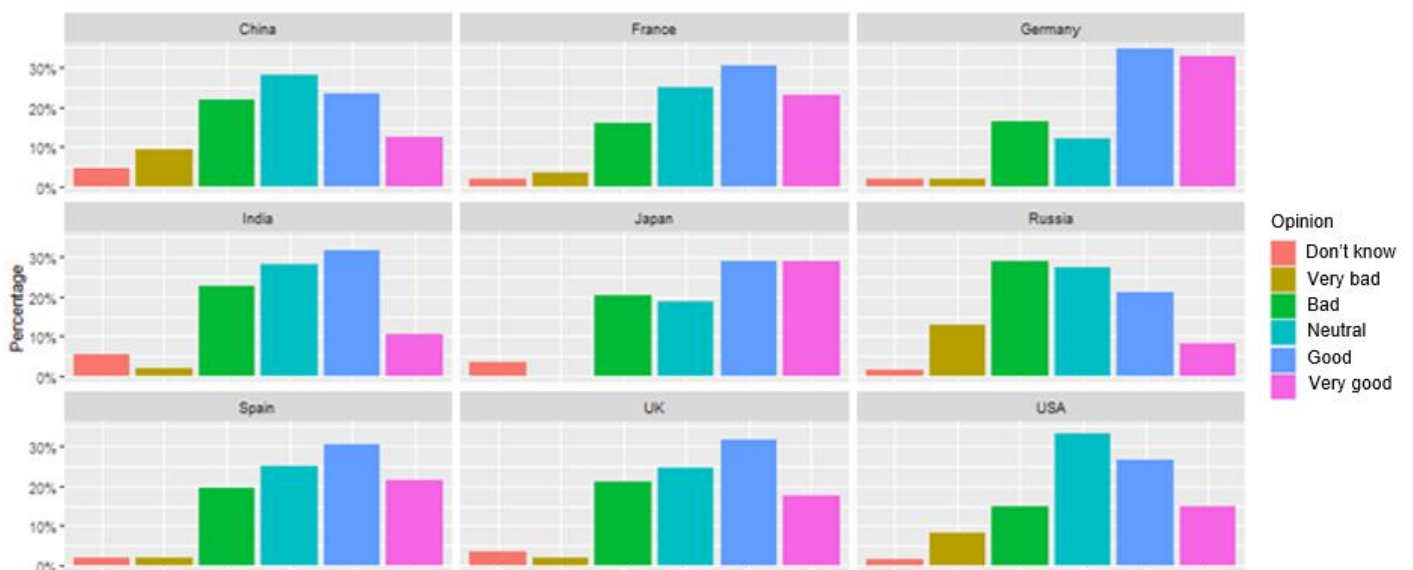 China France Germany
30%
20%
10%
0%
India Japan Russia
30%
20%
10%
0%
Spain UK USA
30%
20%
10%
0%
Percentage
Opinion
Don't know
Very bad
Bad
Neutral
Good
Very good